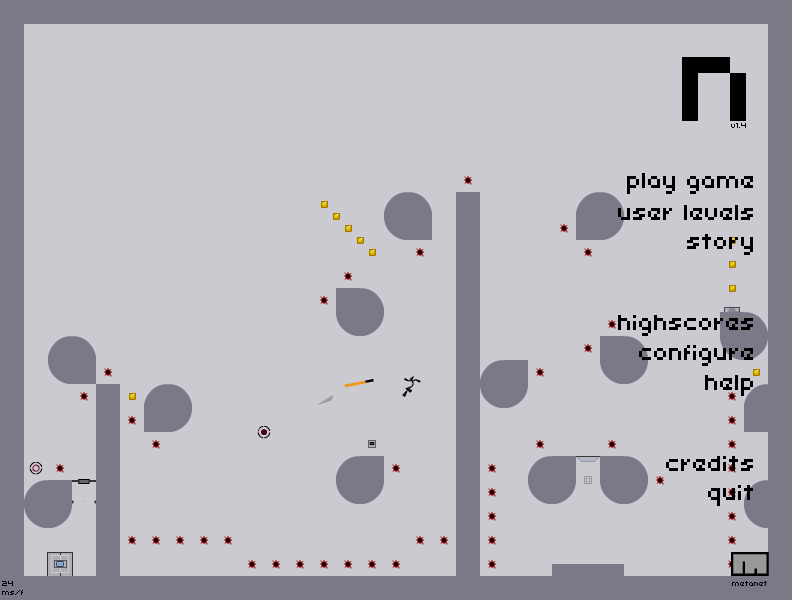 n
v1.4
play game
user levels
story
highscores
configure
help
credits
quit
metanet
24
ms/f